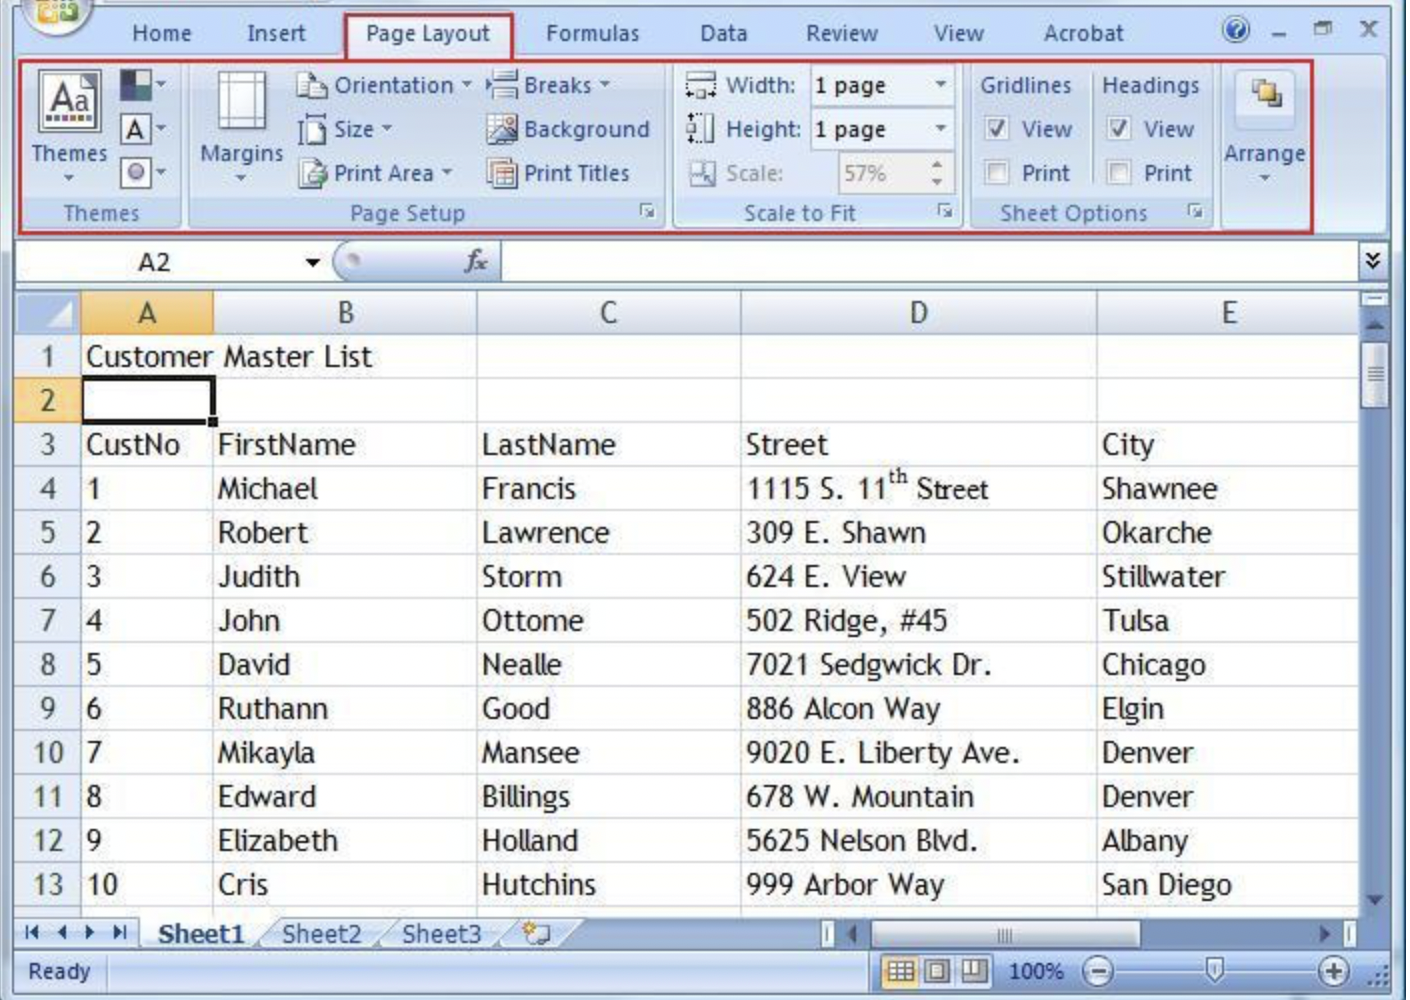 Home Insert Page Layout Formulas Data Review View Acrobat
Aa Orientation Breaks Width: 1 page Gridlines Headings
A Size Background Height: 1 page View View
Themes Margins Print Area Print Titles Scale: 57% Print Print Arrange
Themes Page Setup Scale to Fit Sheet Options
A2 fx
A B C D E
1 Customer Master List
2
3 CustNo FirstName LastName Street City
4 1 Michael Francis 1115 S. 11th Street Shawnee
5 2 Robert Lawrence 309 E. Shawn Okarche
6 3 Judith Storm 624 E. View Stillwater
7 4 John Ottome 502 Ridge, #45 Tulsa
8 5 David Nealle 7021 Sedgwick Dr. Chicago
9 6 Ruthann Good 886 Alcon Way Elgin
10 7 Mikayla Mansee 9020 E. Liberty Ave. Denver
11 8 Edward Billings 678 W. Mountain Denver
12 9 Elizabeth Holland 5625 Nelson Blvd. Albany
13 10 Cris Hutchins 999 Arbor Way San Diego
Sheet1 Sheet2 Sheet3
Ready 100%